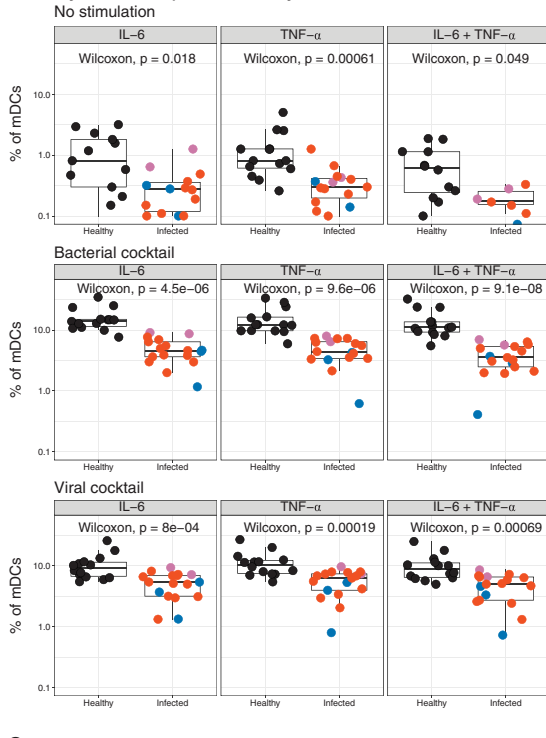 No stimulation
IL−6 TNF−α IL−6 + TNF−α
Wilcoxon, p = 0.018 Wilcoxon, p = 0.00061 Wilcoxon, p = 0.049
% of mDCs
10.0
1.0
0.1
Healthy Infected Healthy Infected Healthy Infected
Bacterial cocktail
IL−6 TNF−α IL−6 + TNF−α
Wilcoxon, p = 4.5e−06 Wilcoxon, p = 9.6e−06 Wilcoxon, p = 9.1e−08
% of mDCs
10.0
1.0
0.1
Healthy Infected Healthy Infected Healthy Infected
Viral cocktail
IL−6 TNF−α IL−6 + TNF−α
Wilcoxon, p = 8e−04 Wilcoxon, p = 0.00019 Wilcoxon, p = 0.00069
% of mDCs
10.0
1.0
0.1
Healthy Infected Healthy Infected Healthy Infected